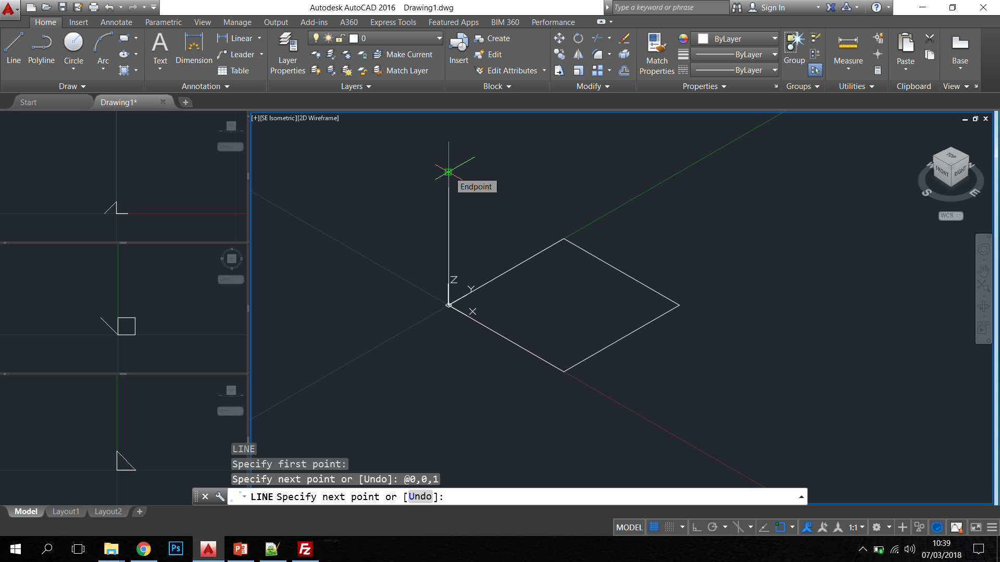 Autodesk AutoCAD 2016 Drawing1.dwg
Type a keyword or phrase
Sign In
Home Insert Annotate Parametric View Manage Output Add-ins A360 Express Tools Featured Apps BIM 360 Performance
Line Polyline Circle Arc
Text Dimension
Linear
Leader
Table
Layer Properties
0
Make Current
Match Layer
Insert
Create
Edit
Edit Attributes
Match Properties
ByLayer
ByLayer
ByLayer
Group
Measure
Paste
Base
Draw Annotation Layers Block Modify Properties Groups Utilities Clipboard View
Start Drawing1*
[+][SE Isometric][2D Wireframe]
TOP
FRONT RIGHT
W N
S E
WCS
Endpoint
Z
Y
X
N
W E
S
LINE
Specify first point:
Specify next point or [Undo]: @0,0,1
LINE Specify next point or [Undo]:
Model Layout1 Layout2
MODEL
1:1
Ps
Fz
10:39
07/03/2018